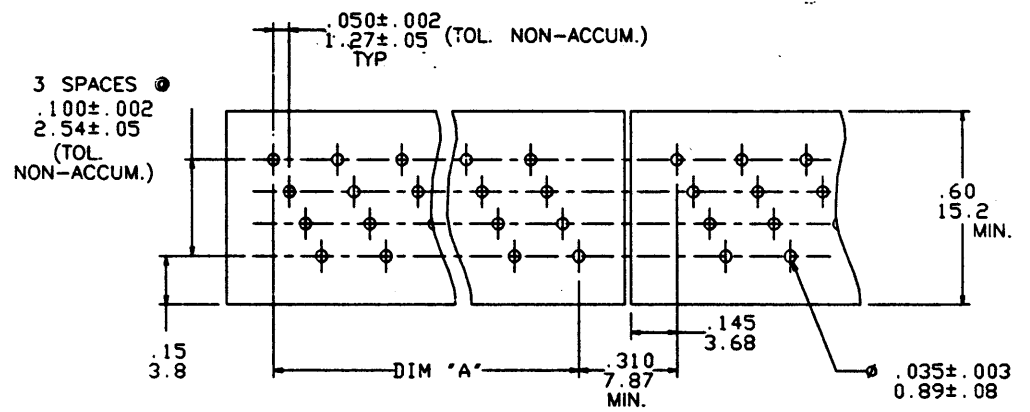 .050±.002
1.27±.05 (TOL. NON-ACCUM.)
TYP
3 SPACES @
.100±.002
2.54±.05
(TOL.
NON-ACCUM.)
.60
15.2
MIN.
.15
3.8
DIM "A"
.310
7.87
MIN.
.145
3.68
ø .035±.003
0.89±.08